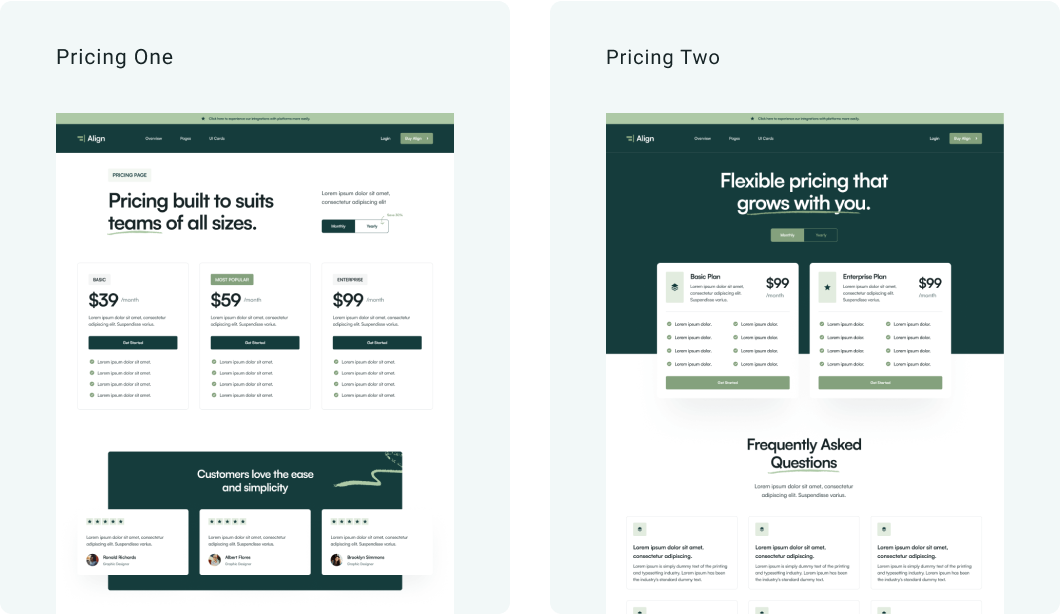 Pricing One
Click here to experience our integrations with platforms more easily.
Align
Overview
Pages
UI Cards
Login
Buy Align
PRICING PAGE
Pricing built to suits
teams of all sizes.
Lorem ipsum dolor sit amet,
consectetur adipiscing elit
Monthly
Yearly
BASIC
$39 /month
Lorem ipsum dolor sit amet, consectetur
adipiscing elit. Suspendisse varius.
Get Started
Lorem ipsum dolor sit amet.
Lorem ipsum dolor sit amet.
Lorem ipsum dolor sit amet.
Lorem ipsum dolor sit amet.
MOST POPULAR
$59 /month
Lorem ipsum dolor sit amet, consectetur
adipiscing elit. Suspendisse varius.
Get Started
Lorem ipsum dolor sit amet.
Lorem ipsum dolor sit amet.
Lorem ipsum dolor sit amet.
Lorem ipsum dolor sit amet.
ENTERPRISE
$99 /month
Lorem ipsum dolor sit amet, consectetur
adipiscing elit. Suspendisse varius.
Get Started
Lorem ipsum dolor sit amet.
Lorem ipsum dolor sit amet.
Lorem ipsum dolor sit amet.
Lorem ipsum dolor sit amet.
Customers love the ease
and simplicity
Lorem ipsum dolor sit amet, consectetur
adipiscing elit. Suspendisse varius.
Ronald Richards
Graphic Designer
Lorem ipsum dolor sit amet, consectetur
adipiscing elit. Suspendisse varius.
Albert Flores
Graphic Designer
Lorem ipsum dolor sit amet, consectetur
adipiscing elit. Suspendisse varius.
Brooklyn Simmons
Graphic Designer
Pricing Two
Click here to experience our integrations with platforms more easily.
Align
Overview
Pages
UI Cards
Login
Buy Align
Flexible pricing that
grows with you.
Monthly
Yearly
Basic Plan
Lorem ipsum dolor sit amet,
consectetur adipiscing elit.
Suspendisse varius.
$99
/month
Lorem ipsum dolor.
Lorem ipsum dolor.
Lorem ipsum dolor.
Lorem ipsum dolor.
Lorem ipsum dolor.
Lorem ipsum dolor.
Lorem ipsum dolor.
Lorem ipsum dolor.
Get Started
Enterprise Plan
Lorem ipsum dolor sit amet,
consectetur adipiscing elit.
Suspendisse varius.
$99
/month
Lorem ipsum dolor.
Lorem ipsum dolor.
Lorem ipsum dolor.
Lorem ipsum dolor.
Lorem ipsum dolor.
Lorem ipsum dolor.
Lorem ipsum dolor.
Lorem ipsum dolor.
Get Started
Frequently Asked
Questions
Lorem ipsum dolor sit amet, consectetur
adipiscing elit. Suspendisse varius.
Lorem ipsum dolor sit amet.
consectetur adipiscing.
Lorem ipsum is simply dummy text of the printing
and typesetting industry. Lorem Ipsum has been
the industry's standard dummy text.
Lorem ipsum dolor sit amet.
consectetur adipiscing.
Lorem ipsum is simply dummy text of the printing
and typesetting industry. Lorem Ipsum has been
the industry's standard dummy text.
Lorem ipsum dolor sit amet.
consectetur adipiscing.
Lorem ipsum is simply dummy text of the printing
and typesetting industry. Lorem Ipsum has been
the industry's standard dummy text.